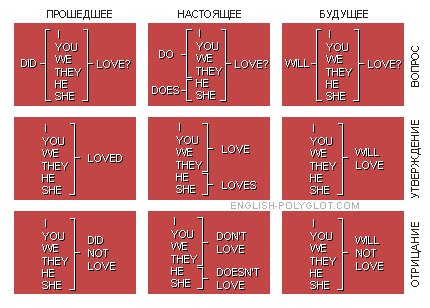 ПРОШЕДШЕЕ НАСТОЯЩЕЕ БУДУЩЕЕ
I
YOU
WE
DID THEY LOVE?
HE
SHE
I
YOU
DO WE
THEY LOVE?
DOES HE
SHE
I
YOU
WE
WILL THEY LOVE?
HE
SHE
ВОПРОС
I
YOU
WE
THEY LOVED
HE
SHE
I
YOU
WE LOVE
THEY
HE LOVES
SHE
I
YOU
WE WILL
THEY LOVE
HE
SHE
УТВЕРЖДЕНИЕ
ENGLISH-POLYGLOT.COM
I
YOU
WE DID
THEY NOT
HE LOVE
SHE
I
YOU DON'T
WE LOVE
THEY
HE DOESN'T
SHE LOVE
I
YOU
WE WILL
THEY NOT
HE LOVE
SHE
ОТРИЦАНИЕ